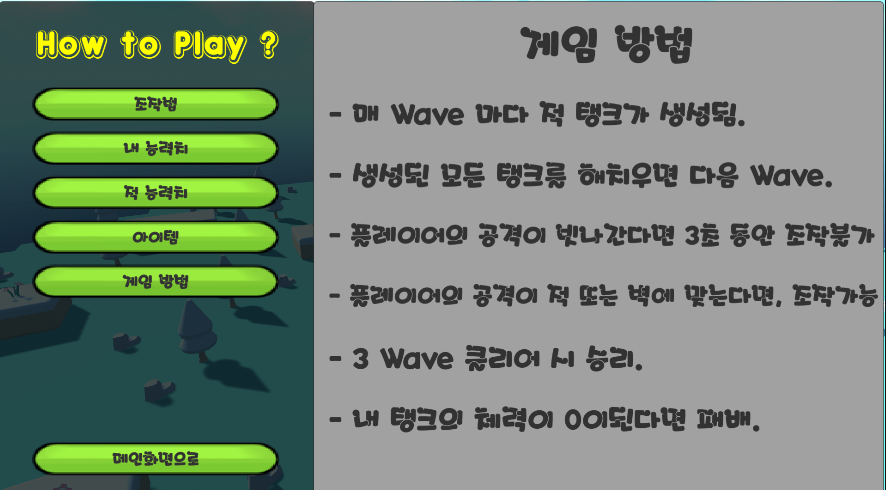 How to Play ?
조작법
내 능력치
적 능력치
아이템
게임 방법
메인화면으로
게임 방법
- 매 Wave 마다 적 탱크가 생성됨.
- 생성된 모든 탱크를 해치우면 다음 Wave.
- 플레이어의 공격이 빗나간다면 3초 동안 조작불가
- 플레이어의 공격이 적 또는 벽에 맞는다면, 조작가능
- 3 Wave 클리어 시 승리.
- 내 탱크의 체력이 0이된다면 패배.